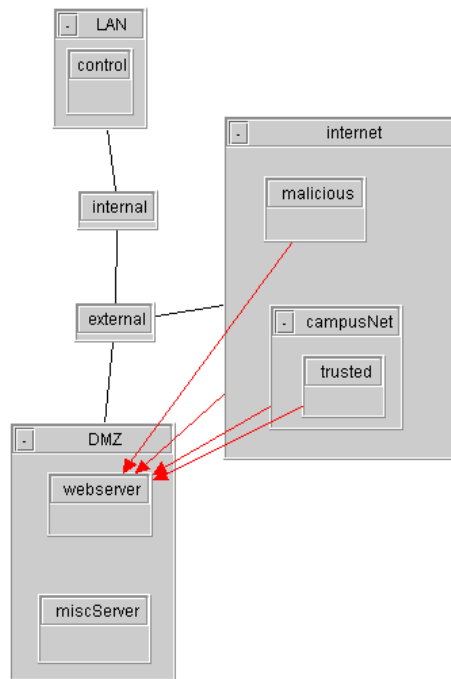 - LAN
control
- internet
malicious
internal
external
- campusNet
trusted
- DMZ
webserver
miscServer